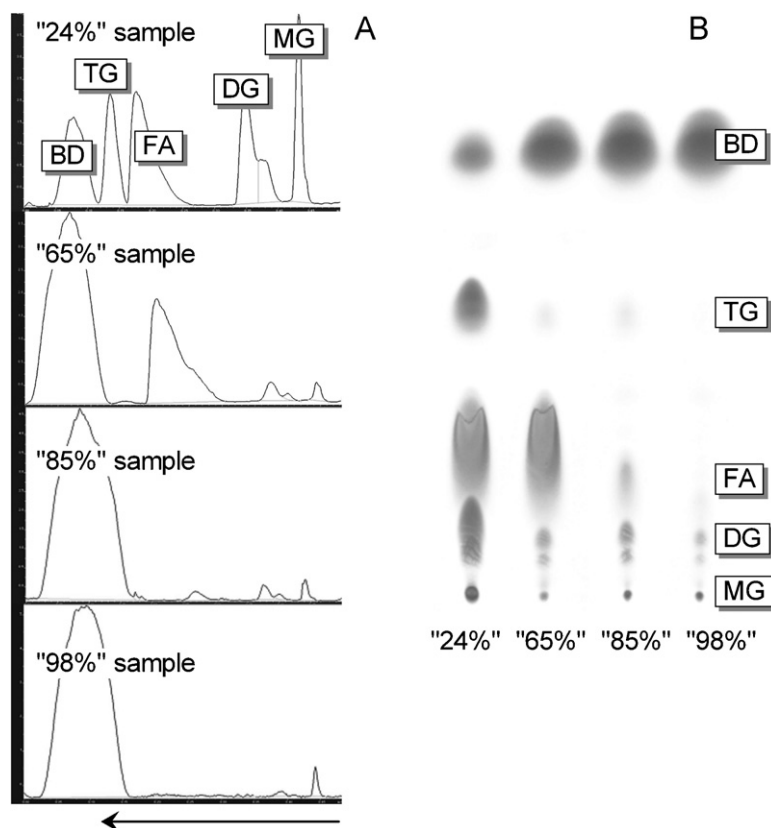 "24%" sample
A
MG
TG
DG
BD
FA
"65%" sample
"85%" sample
"98%" sample
B
BD
TG
FA
DG
MG
"24%" "65%" "85%" "98%"